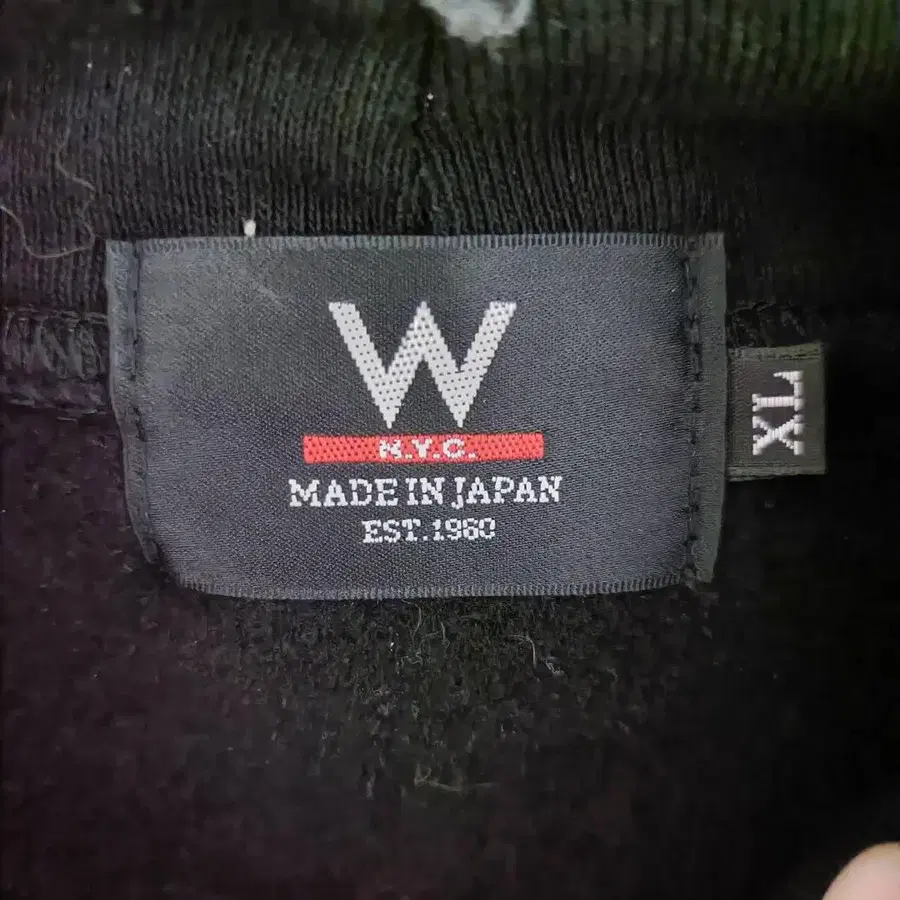 W
N.Y.C.
MADE IN JAPAN
EST.1960
XL